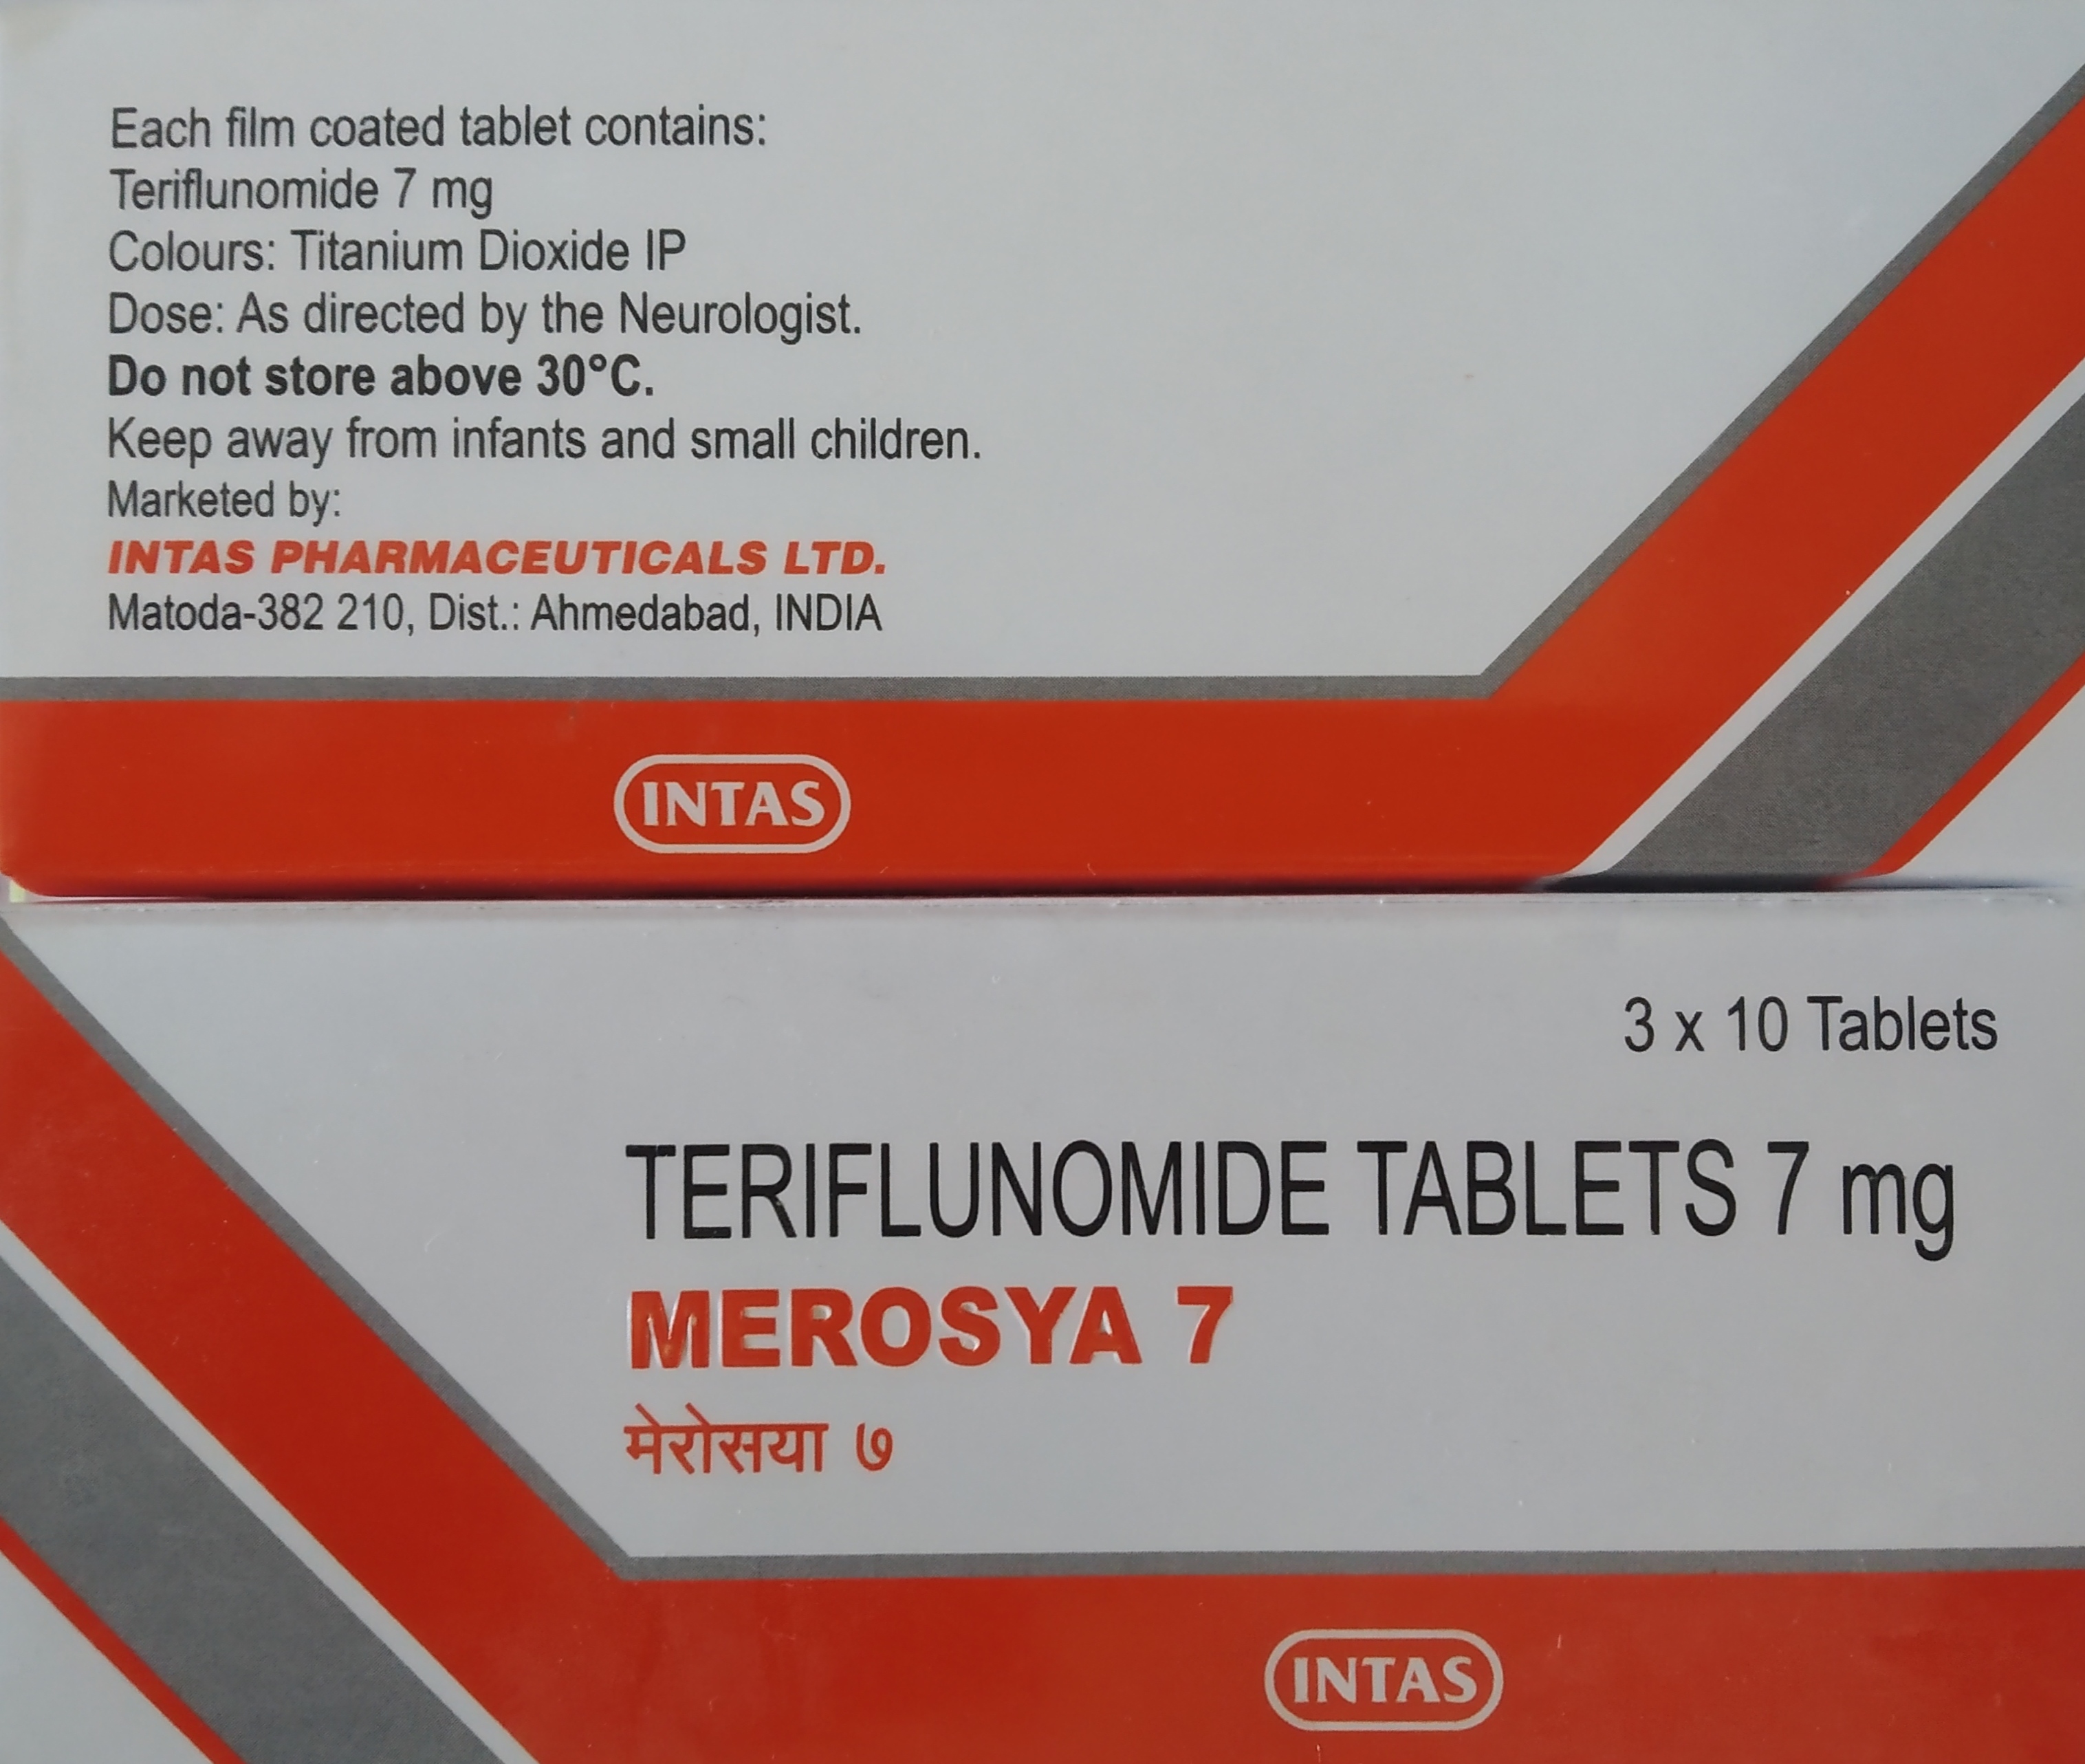 Each film coated tablet contains:
Teriflunomide 7 mg
Colours: Titanium Dioxide IP
Dose: As directed by the Neurologist.
Do not store above 30°C.
Keep away from infants and small children.
Marketed by:
INTAS PHARMACEUTICALS LTD.
Matoda-382 210, Dist.: Ahmedabad, INDIA
INTAS
3 x 10 Tablets
TERIFLUNOMIDE TABLETS 7 mg
MEROSYA 7
मेरोसया ७
INTAS